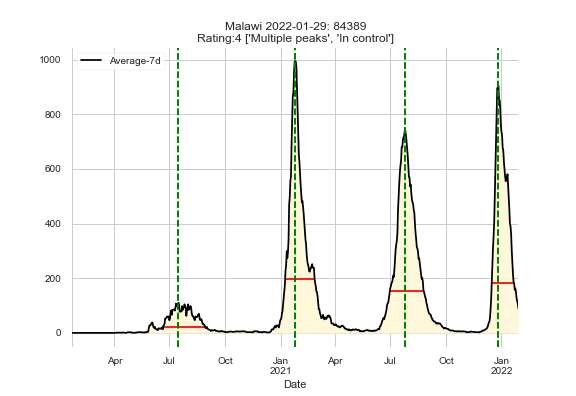 Malawi 2022-01-29: 84389
Rating:4 ['Multiple peaks', 'In control']
Average-7d
1000
800
600
400
200
0
Apr Jul Oct Jan Apr Jul Oct Jan
2021 2022
Date